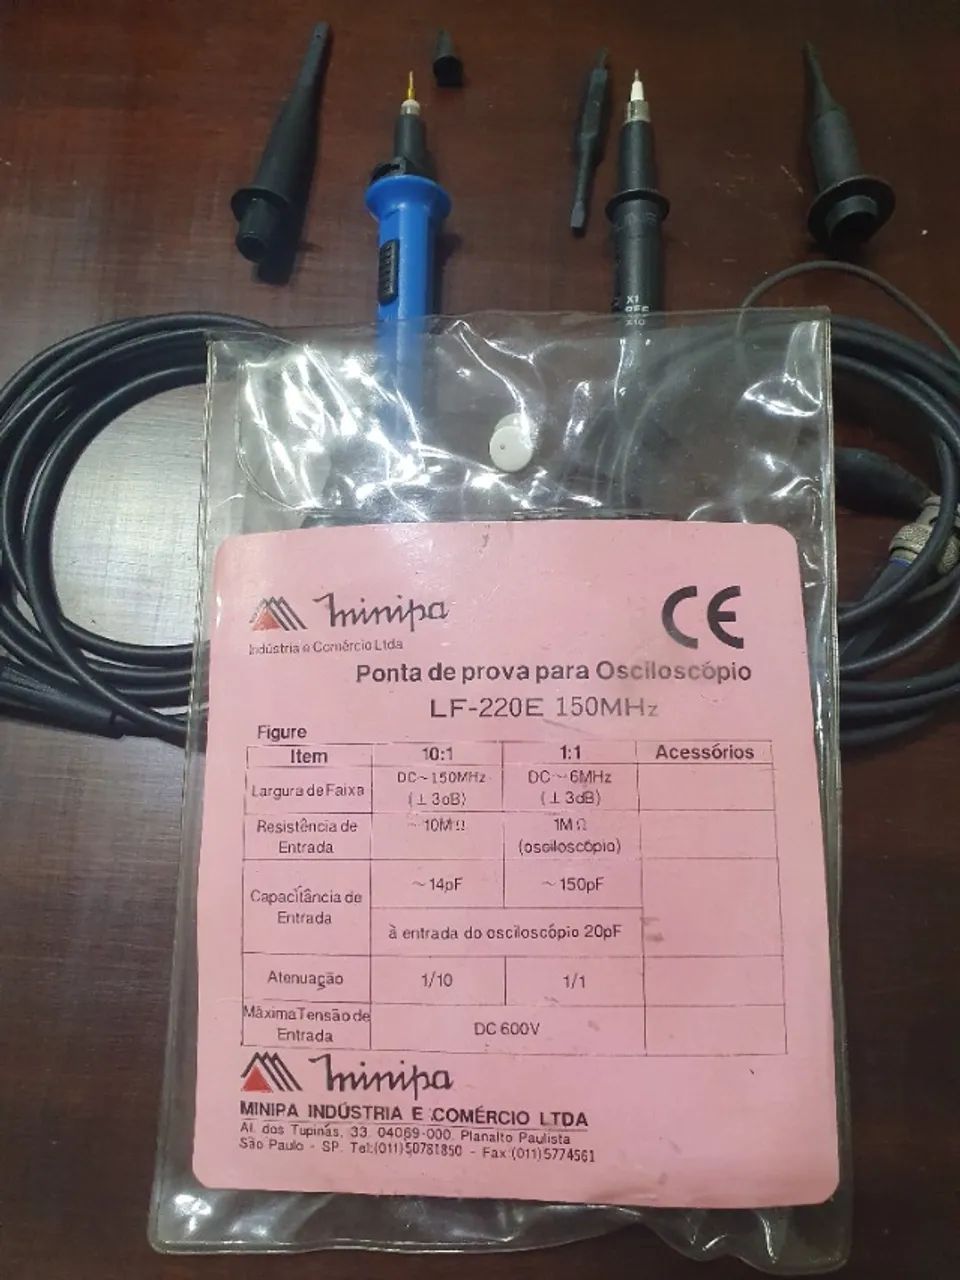 X1
REF
X10
minipa
Indústria e Comércio Ltda
CE
Ponta de prova para Osciloscópio
LF-220E 150MHz
Figure
Item 10:1 1:1 Acessórios
Largura de Faixa DC~150MHz (±3dB) DC~6MHz (±3dB)
Resistência de Entrada ~10MΩ 1MΩ (osciloscópio)
Capacitância de Entrada ~14pF ~150pF
à entrada do osciloscópio 20pF
Atenuação 1/10 1/1
Máxima Tensão de Entrada DC 600V
minipa
MINIPA INDÚSTRIA E COMÉRCIO LTDA
Al. dos Tupinás, 33 04069-000 Planalto Paulista
São Paulo - SP. Tel:(011)50781850 - Fax:(011)5774561